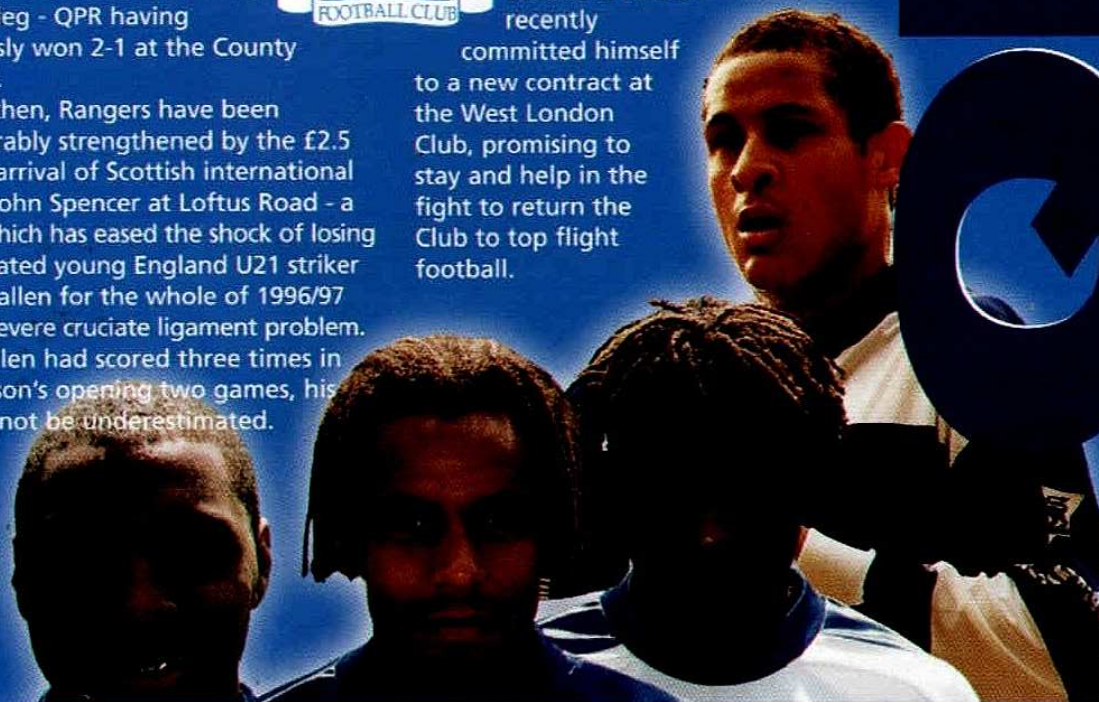 leg - QPR having
sly won 2-1 at the County
.
hen, Rangers have been
rably strengthened by the £2.5
arrival of Scottish international
ohn Spencer at Loftus Road - a
hich has eased the shock of losing
ated young England U21 striker
allen for the whole of 1996/97
evere cruciate ligament problem.
len had scored three times in
son's opening two games, his
not be underestimated.
FOOTBALL CLUB
recently
committed himself
to a new contract at
the West London
Club, promising to
stay and help in the
fight to return the
Club to top flight
football.
Q